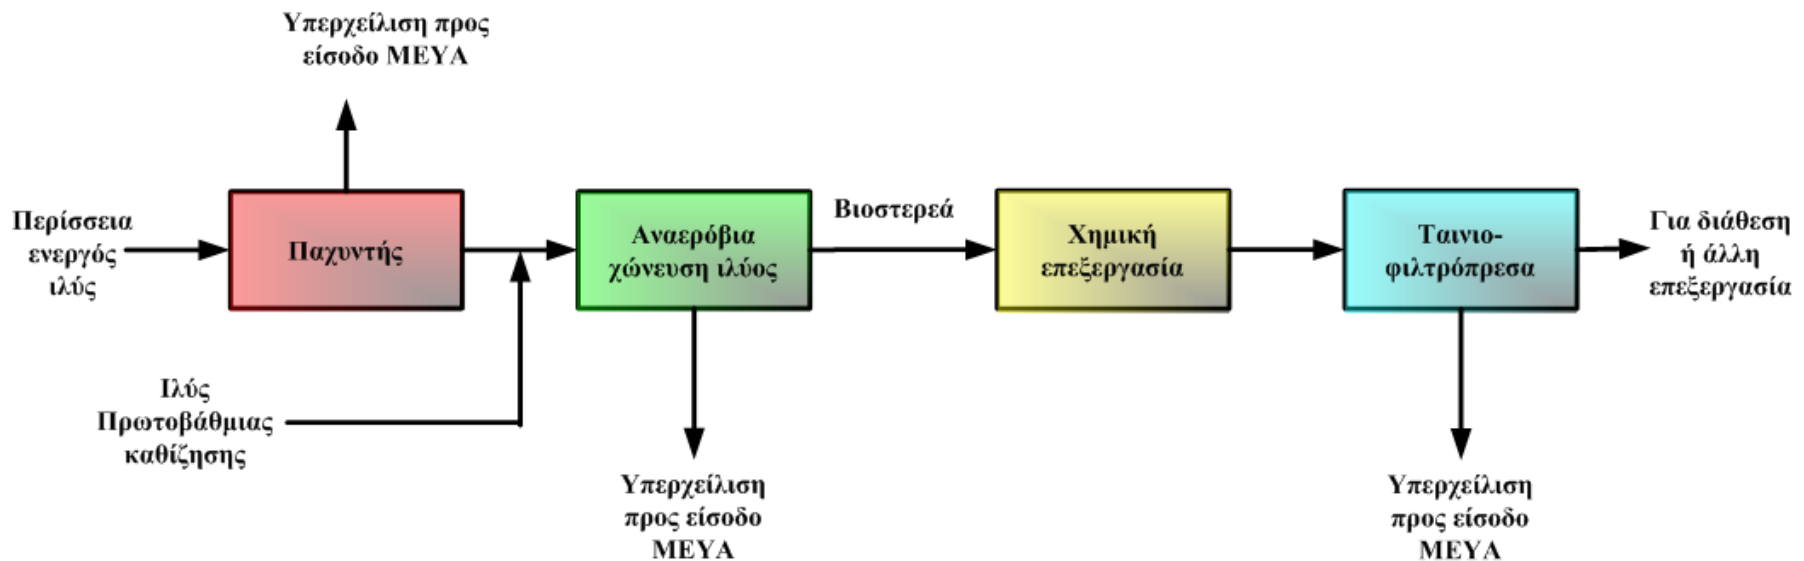 Υπερχείλιση προς
είσοδο ΜΕΥΑ
Περίσσεια
ενεργός
ιλύς
Παχυντής
Αναερόβια
χώνευση ιλύος
Βιοστερεά
Χημική
επεξεργασία
Ταινιο-
φιλτρόπρεσα
Για διάθεση
ή άλλη
επεξεργασία
Ιλύς
Πρωτοβάθμιας
καθίζησης
Υπερχείλιση
προς είσοδο
ΜΕΥΑ
Υπερχείλιση
προς είσοδο
ΜΕΥΑ